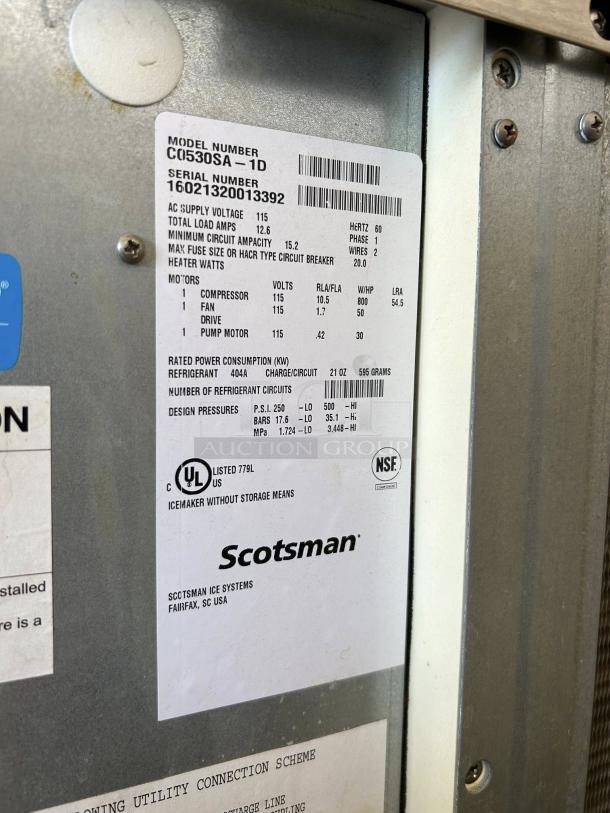 MODEL NUMBER
C0530SA-1D
SERIAL NUMBER
16021320013392
AC SUPPLY VOLTAGE 115 HERTZ 60
TOTAL LOAD AMPS 12.6 PHASE 1
MINIMUM CIRCUIT AMPACITY 15.2 WIRES 2
MAX FUSE SIZE OR HACR TYPE CIRCUIT BREAKER 20.0
HEATER WATTS
MOTORS VOLTS RLA/FLA W/HP LRA
1 COMPRESSOR 115 10.5 800 54.5
1 FAN 115 1.7 50
DRIVE
1 PUMP MOTOR 115 .42 30
RATED POWER CONSUMPTION (KW)
REFRIGERANT 404A CHARGE/CIRCUIT 21 OZ 595 GRAMS
NUMBER OF REFRIGERANT CIRCUITS
DESIGN PRESSURES P.S.I. 250 -LO 500 -HI
BARS 17.6 -LO 35.1 -HI
MPa 1.724 -LO 3.448 -HI
AUCTION GROUP
C UL US LISTED 779L
NSF
ICEMAKER WITHOUT STORAGE MEANS
Scotsman
SCOTSMAN ICE SYSTEMS
FAIRFAX, SC USA
ON
stalled
re is a
OWING UTILITY CONNECTION SCHEME
CHARGE LINE
COUPLING